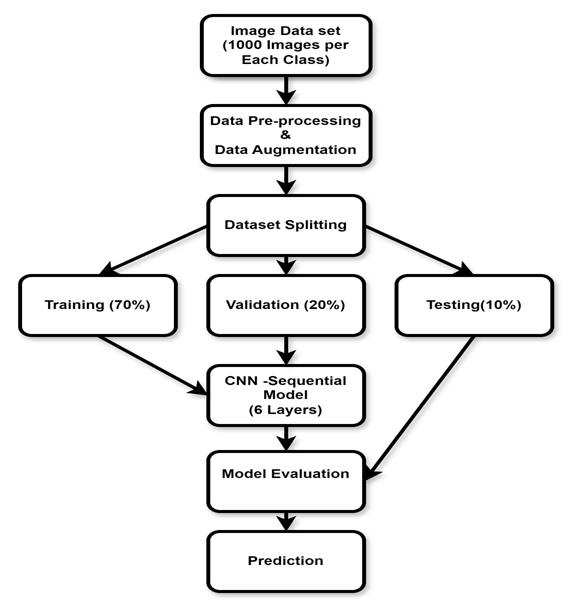 Image Data set
(1000 Images per
Each Class)
Data Pre-processing
&
Data Augmentation
Dataset Splitting
Training (70%)
Validation (20%)
Testing(10%)
CNN -Sequential
Model
(6 Layers)
Model Evaluation
Prediction